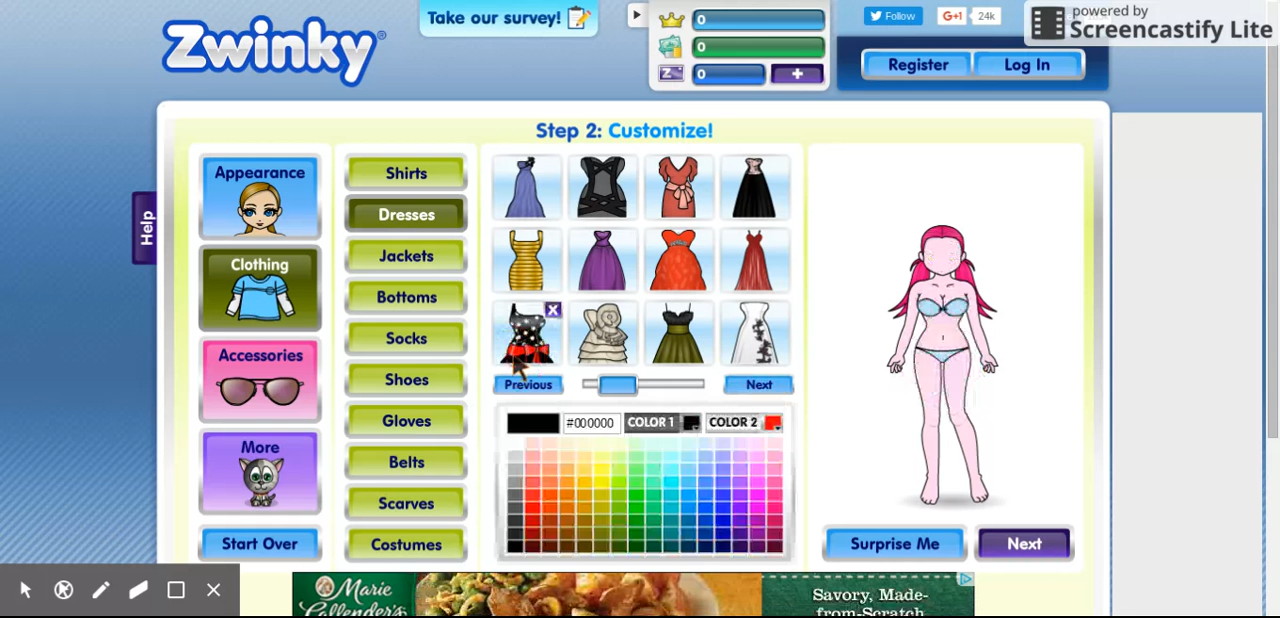 Take our survey!
0
0
0
+
Follow
G+1
24k
powered by
Screencastify Lite
Zwinky®
Register
Log In
Help
Step 2: Customize!
Appearance
Clothing
Accessories
More
Start Over
Shirts
Dresses
Jackets
Bottoms
Socks
Shoes
Gloves
Belts
Scarves
Costumes
X
Previous
Next
#000000
COLOR 1
COLOR 2
Surprise Me
Next
Marie
Callender's
Savory, Made-
from-Scratch